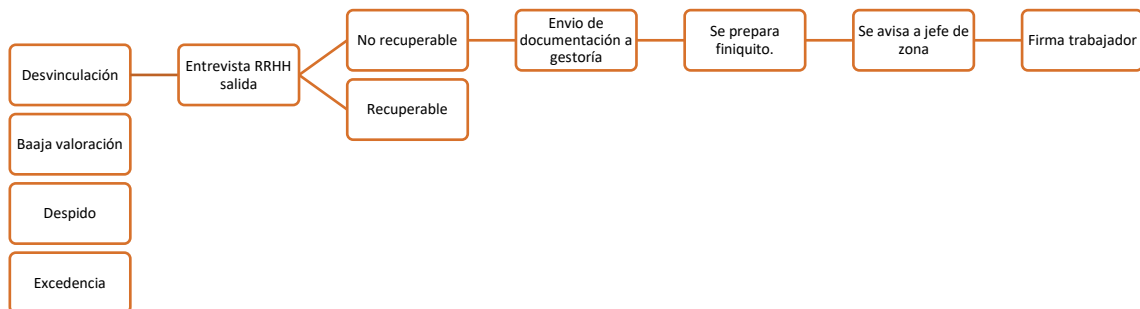 Desvinculación
Entrevista RRHH
salida
No recuperable
Envio de
documentación a
gestoría
Se prepara
finiquito.
Se avisa a jefe de
zona
Firma trabajador
Recuperable
Baaja valoración
Despido
Excedencia